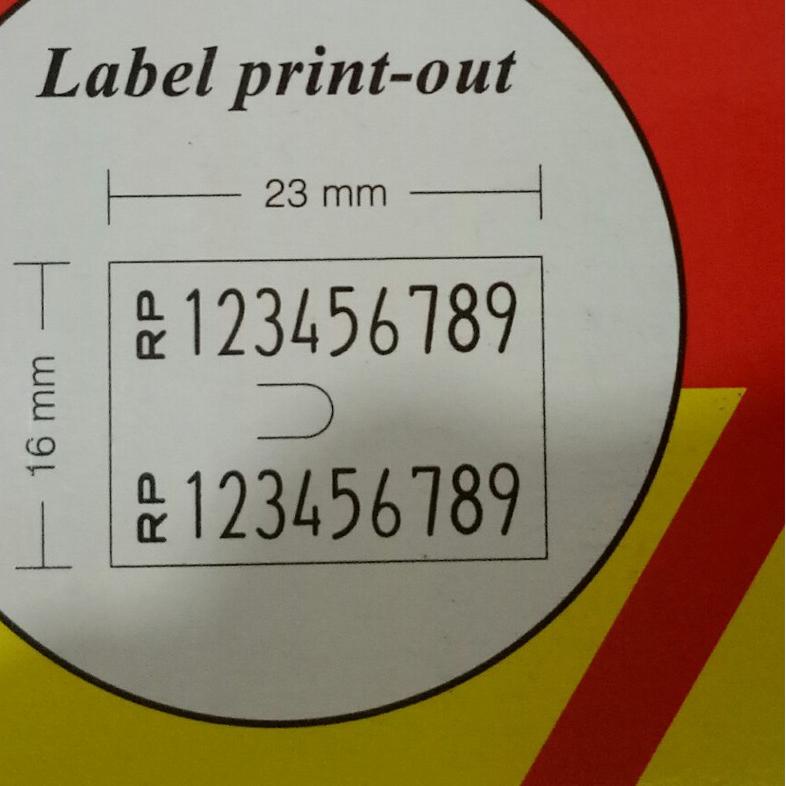 Label print-out
23 mm
16 mm
RP 123456789
RP 123456789